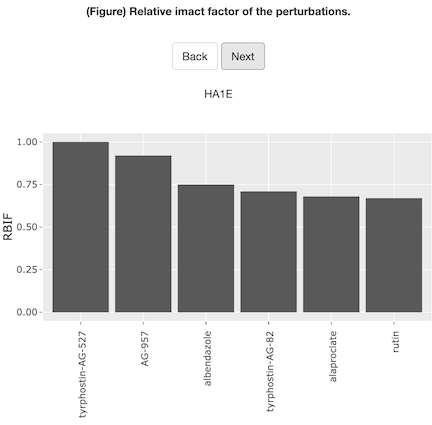 (Figure) Relative imact factor of the perturbations.
Back Next
HA1E
RBIF
1.00
0.75
0.50
0.25
0.00
tyrphostin-AG-527
AG-957
albendazole
tyrphostin-AG-82
alaproclate
rutin